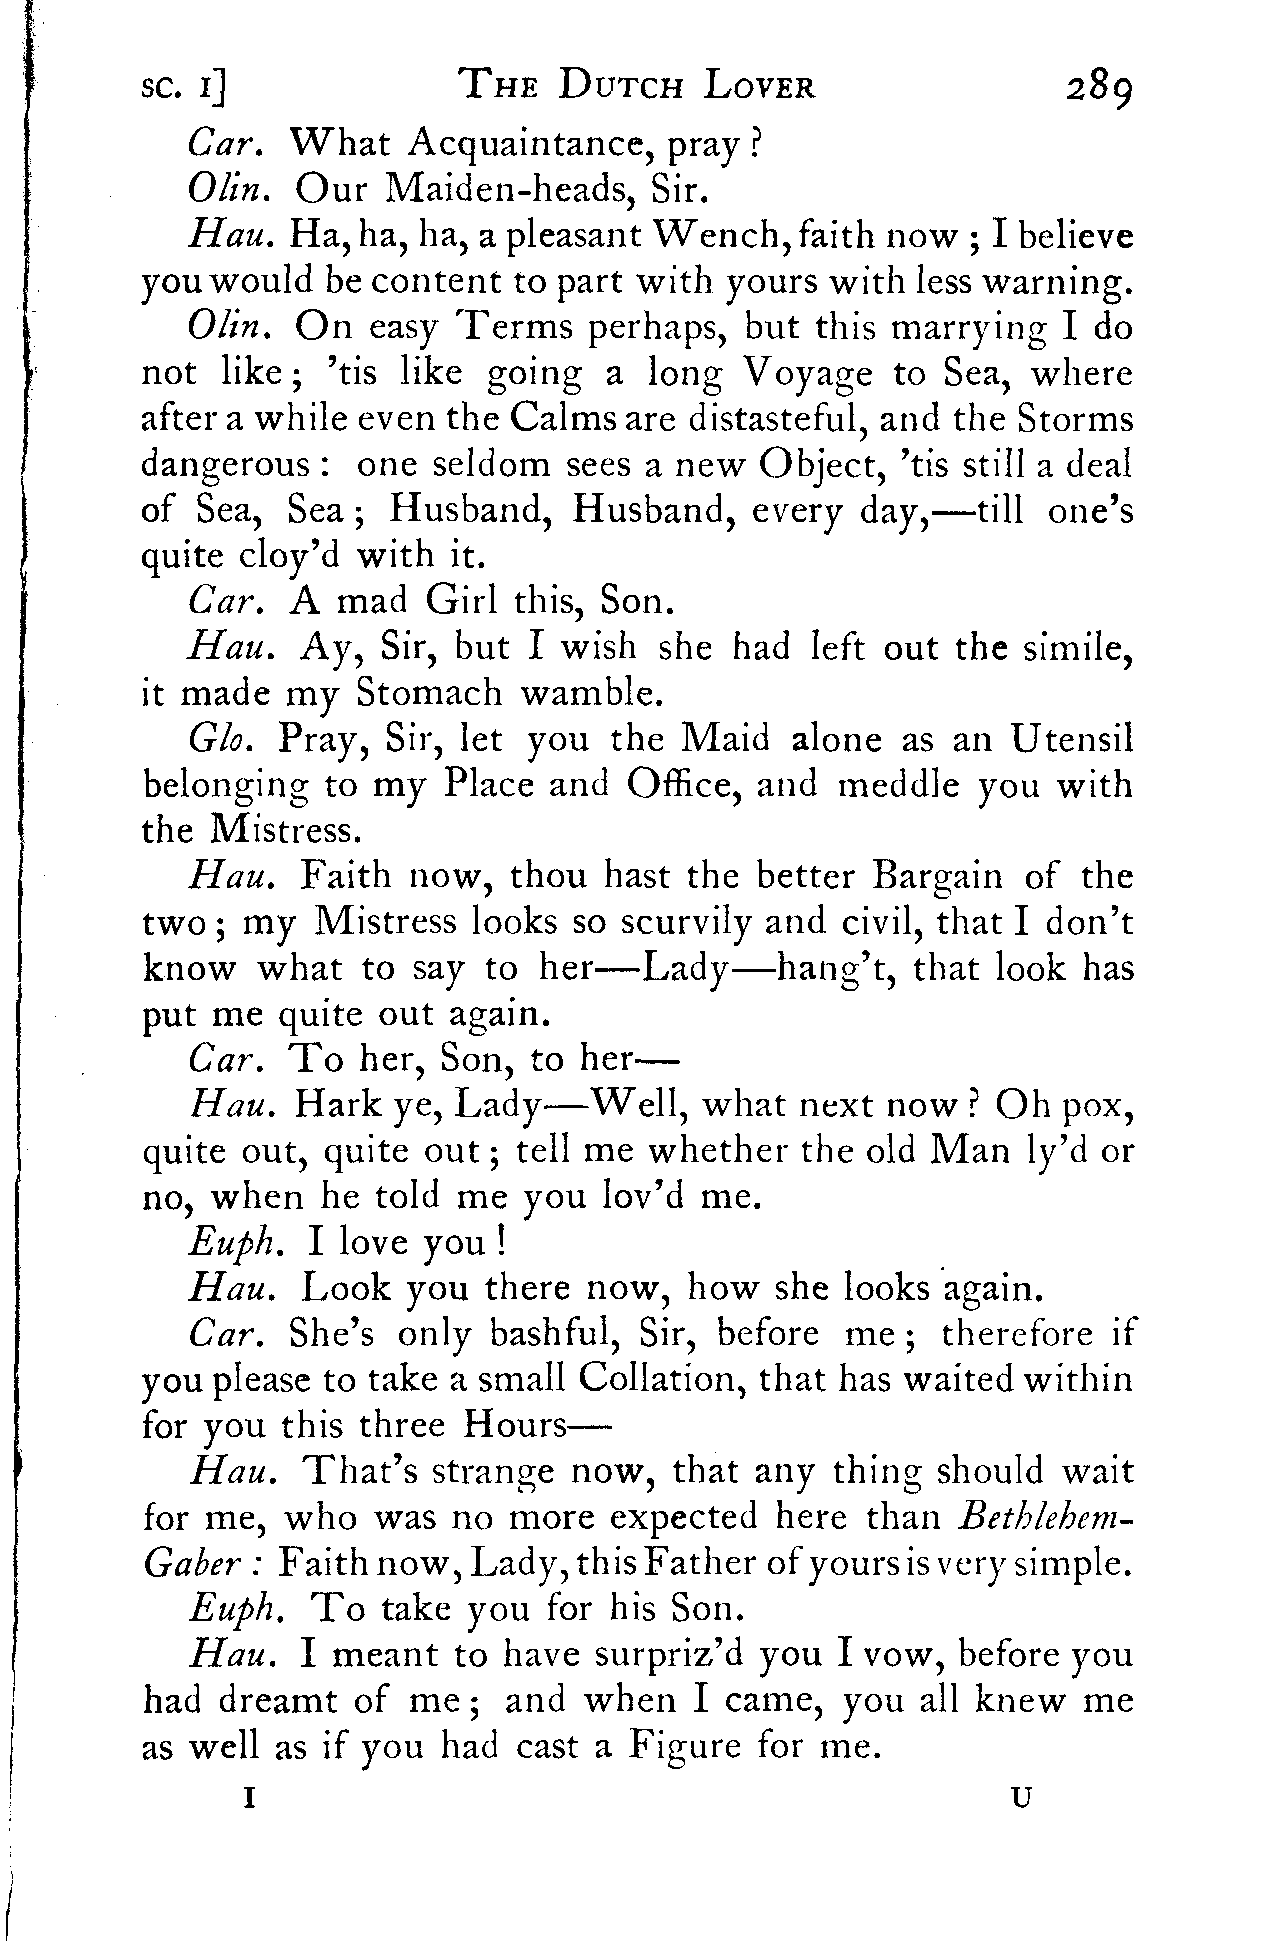 SC. I] THE DUTCH LOVER 289
Car. What Acquaintance, pray ?
Olin. Our Maiden-heads, Sir.
Hau. Ha, ha, ha, a pleasant Wench, faith now ; I believe
you would be content to part with yours with less warning.
Olin. On easy Terms perhaps, but this marrying I do
not like ; ’tis like going a long Voyage to Sea, where
after a while even the Calms are distasteful, and the Storms
dangerous : one seldom sees a new Object, ’tis still a deal
of Sea, Sea ; Husband, Husband, every day,—till one’s
quite cloy’d with it.
Car. A mad Girl this, Son.
Hau. Ay, Sir, but I wish she had left out the simile,
it made my Stomach wamble.
Glo. Pray, Sir, let you the Maid alone as an Utensil
belonging to my Place and Office, and meddle you with
the Mistress.
Hau. Faith now, thou hast the better Bargain of the
two ; my Mistress looks so scurvily and civil, that I don’t
know what to say to her—Lady—hang’t, that look has
put me quite out again.
Car. To her, Son, to her—
Hau. Hark ye, Lady—Well, what next now ? Oh pox,
quite out, quite out ; tell me whether the old Man ly’d or
no, when he told me you lov’d me.
Euph. I love you !
Hau. Look you there now, how she looks again.
Car. She’s only bashful, Sir, before me ; therefore if
you please to take a small Collation, that has waited within
for you this three Hours—
Hau. That’s strange now, that any thing should wait
for me, who was no more expected here than Bethlehem-
Gaber : Faith now, Lady, this Father of yours is very simple.
Euph. To take you for his Son.
Hau. I meant to have surpriz’d you I vow, before you
had dreamt of me ; and when I came, you all knew me
as well as if you had cast a Figure for me.
I U